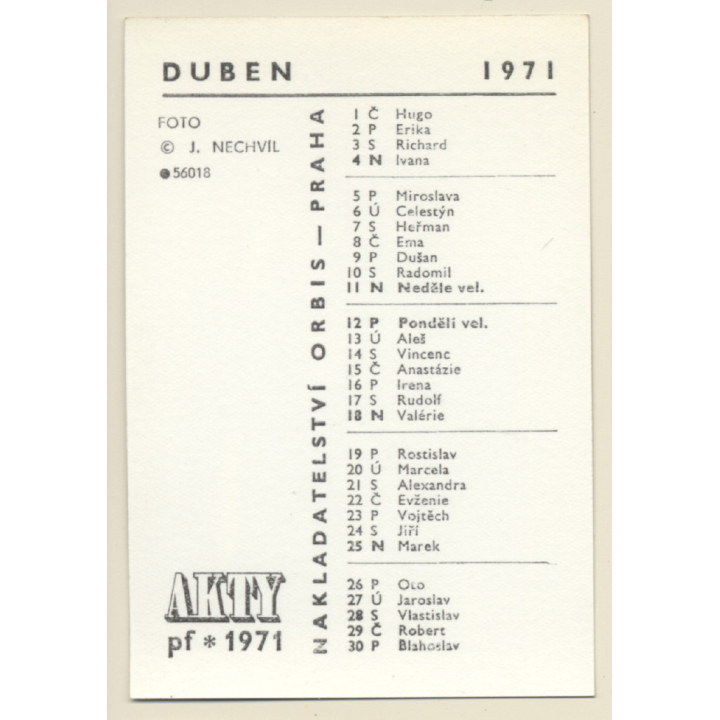 DUBEN 1971
FOTO
© J. NECHVÍL
56018
NAKLADATELSTVÍ ORBIS — PRAHA
1 Č Hugo
2 P Erika
3 S Richard
4 N Ivana
5 P Miroslava
6 Ú Celestýn
7 S Heřman
8 Č Ema
9 P Dušan
10 S Radomil
11 N Neděle vel.
12 P Pondělí vel.
13 Ú Aleš
14 S Vincenc
15 Č Anastázie
16 P Irena
17 S Rudolf
18 N Valérie
19 P Rostislav
20 Ú Marcela
21 S Alexandra
22 Č Evženie
23 P Vojtěch
24 S Jiří
25 N Marek
26 P Oto
27 Ú Jaroslav
28 S Vlastislav
29 Č Robert
30 P Blahoslav
AKTY
pf * 1971